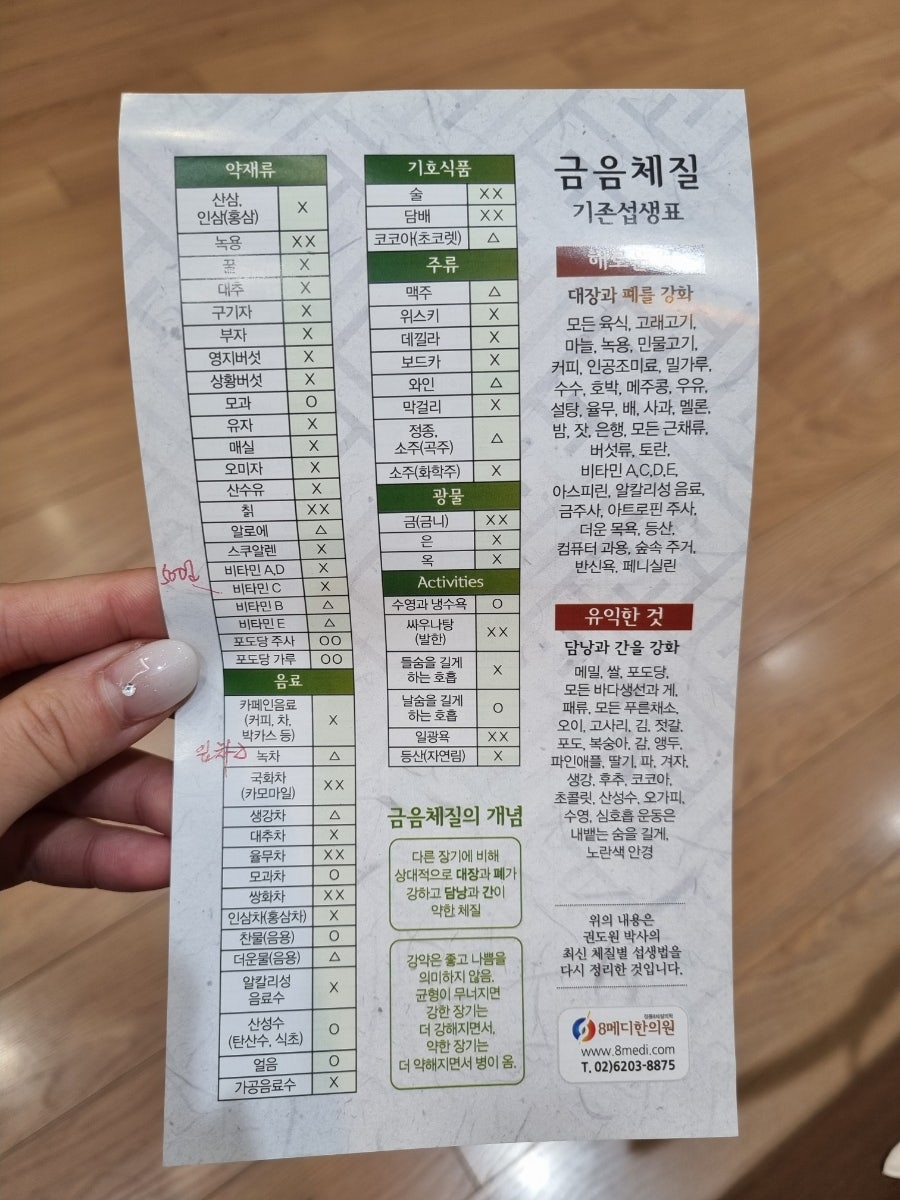 약재류
산삼,
인삼(홍삼) X
녹용 XX
꿀 X
대추 X
구기자 X
부자 X
영지버섯 X
상황버섯 X
모과 O
유자 X
매실 X
오미자 X
산수유 X
칡 XX
알로에 △
스쿠알렌 X
비타민 A,D X
비타민 C X
비타민 B △
비타민 E △
포도당 주사 OO
포도당 가루 OO
음료
카페인음료
(커피, 차,
박카스 등) X
녹차 △
국화차
(카모마일) XX
생강차 △
대추차 X
율무차 XX
모과차 O
쌍화차 XX
인삼차(홍삼차) X
찬물(음용) O
더운물(음용) △
알칼리성
음료수 X
산성수
(탄산수, 식초) O
얼음 O
가공음료수 X
기호식품
술 XX
담배 XX
코코아(초코렛) △
주류
맥주 △
위스키 X
데낄라 X
보드카 X
와인 △
막걸리 X
정종,
소주(곡주) △
소주(화학주) X
광물
금(금니) XX
은 X
옥 X
Activities
수영과 냉수욕 O
싸우나탕
(발한) XX
들숨을 길게
하는 호흡 X
날숨을 길게
하는 호흡 O
일광욕 XX
등산(자연림) X
금음체질의 개념
다른 장기에 비해
상대적으로 대장과 폐가
강하고 담낭과 간이
약한 체질
강약은 좋고 나쁨을
의미하지 않음.
균형이 무너지면
강한 장기는
더 강해지면서,
약한 장기는
더 약해지면서 병이 옴.
금음체질
기존섭생표
대장과 폐를 강화
모든 육식, 고래고기,
마늘, 녹용, 민물고기,
커피, 인공조미료, 밀가루,
수수, 호박, 메주콩, 우유,
설탕, 율무, 배, 사과, 멜론,
밤, 잣, 은행, 모든 근채류,
버섯류, 토란,
비타민 A,C,D,E,
아스피린, 알칼리성 음료,
금주사, 아트로핀 주사,
더운 목욕, 등산,
컴퓨터 과용, 숲속 주거,
반신욕, 페니실린
유익한 것
담낭과 간을 강화
메밀, 쌀, 포도당,
모든 바다생선과 게,
패류, 모든 푸른채소,
오이, 고사리, 김, 젓갈,
포도, 복숭아, 감, 앵두,
파인애플, 딸기, 파, 겨자,
생강, 후추, 코코아,
초콜릿, 산성수, 오가피,
수영, 심호흡 운동은
내뱉는 숨을 길게,
노란색 안경
위의 내용은
권도원 박사의
최신 체질별 섭생법을
다시 정리한 것입니다.
8메디한의원
www.8medi.com
T. 02)6203-8875